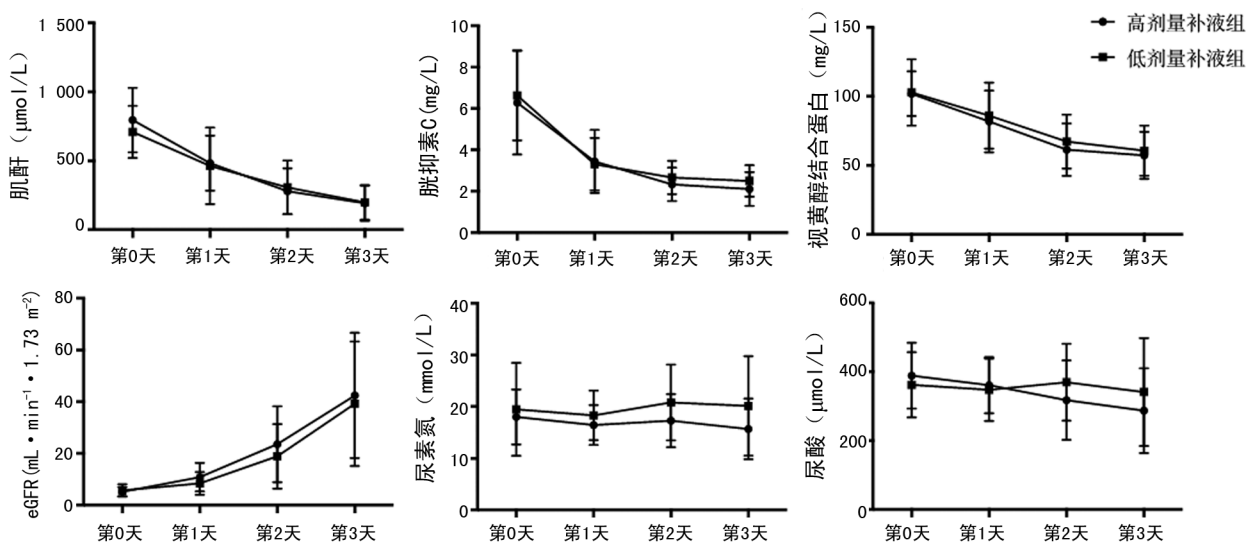 高剂量补液组
低剂量补液组
肌酐（μmol/L）
1 500
1 000
500
0
第0天 第1天 第2天 第3天
胱抑素C(mg/L)
10
8
6
4
2
0
第0天 第1天 第2天 第3天
视黄醇结合蛋白（mg/L）
150
100
50
0
第0天 第1天 第2天 第3天
eGFR(mL·min⁻¹·1.73 m⁻²)
80
60
40
20
0
第0天 第1天 第2天 第3天
尿素氮（mmol/L）
40
30
20
10
0
第0天 第1天 第2天 第3天
尿酸（μmol/L）
600
400
200
0
第0天 第1天 第2天 第3天